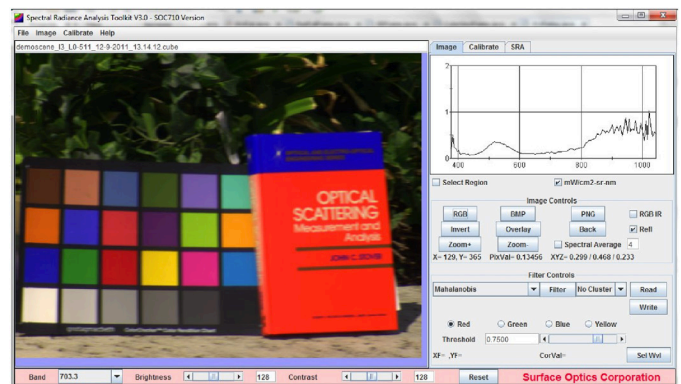 Spectral Radiance Analysis Toolkit V3.0 - SOC710 Version
File Image Calibrate Help
demoscane_l3_L0-511_12-9-2011_13.14.12.cube
Image Calibrate SRA
2
1
0
400 600 800 1000
Select Region mW/cm2-sr-nm
Image Controls
RGB BMP PNG RGB IR
Invert Overlay Back Refl
Zoom+ Zoom- Spectral Average 4
X= 129, Y= 365 PixVal= 0.13456 XYZ= 0.299 / 0.468 / 0.233
Filter Controls
Mahalanobis Filter No Cluster Read
Write
Red Green Blue Yellow
Threshold 0.7500
XF= ,YF= CorVal= Sel Wvl
OPTICAL
SCATTERING
Measurement and
Analysis
JOHN C. STOVER
Band 703.3 Brightness 128 Contrast 128 Reset Surface Optics Corporation